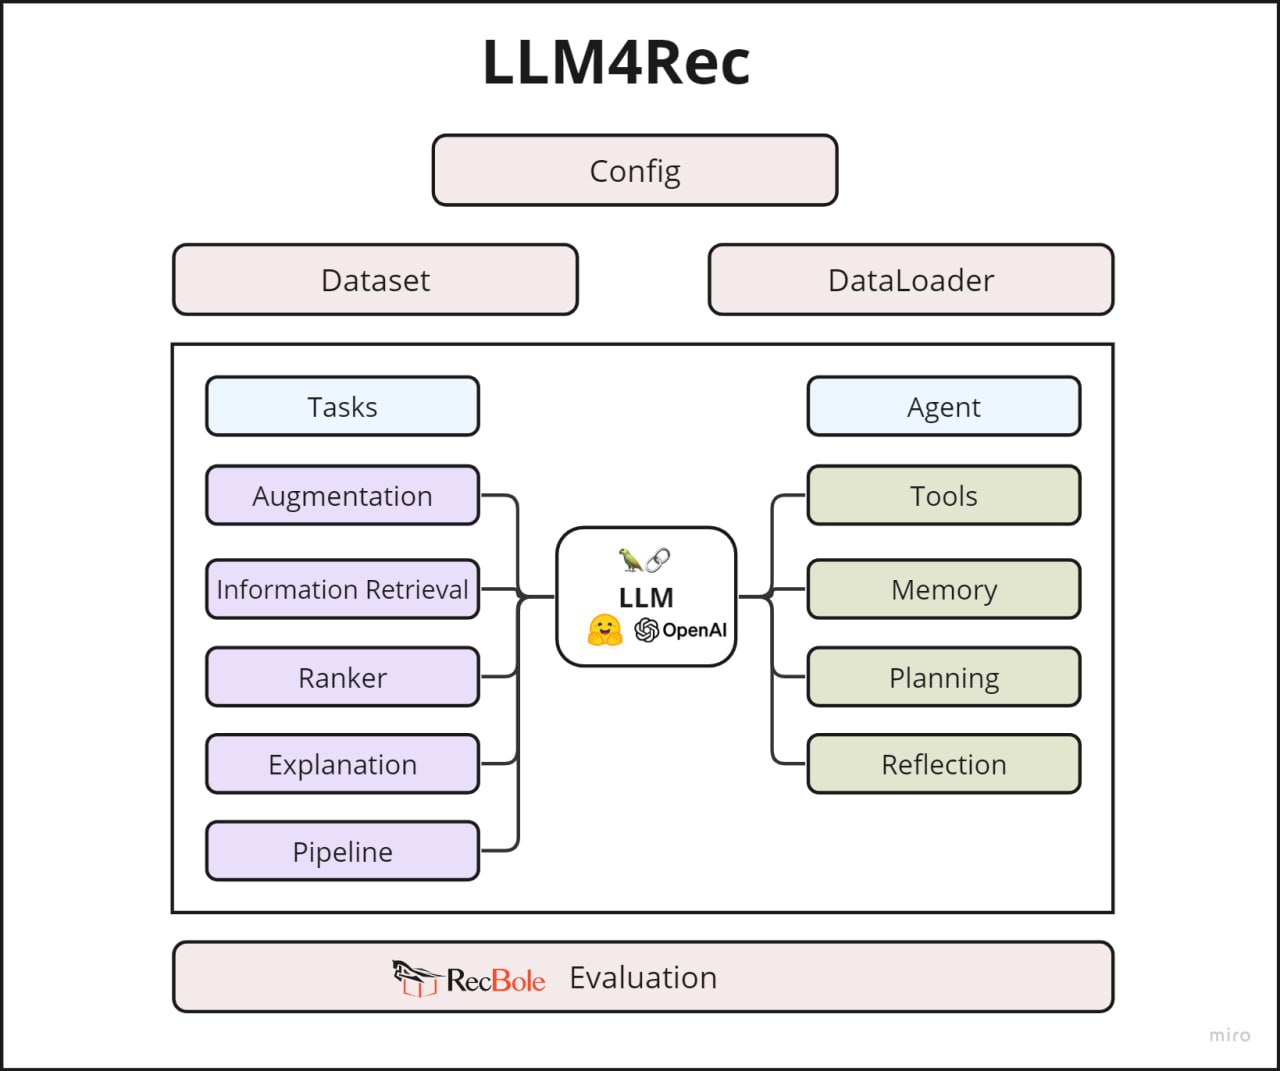 LLM4Rec
Config
Dataset
DataLoader
Tasks
Augmentation
Information Retrieval
Ranker
Explanation
Pipeline
LLM
OpenAI
Agent
Tools
Memory
Planning
Reflection
RecBole Evaluation
miro